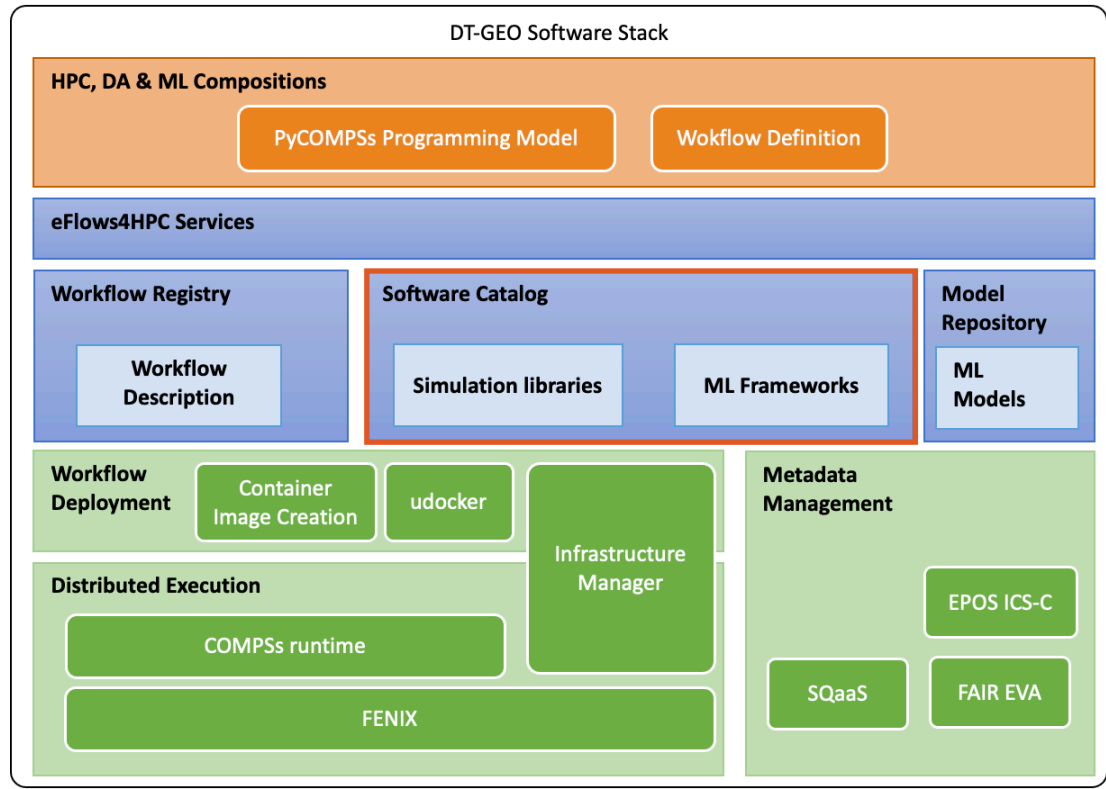 DT-GEO Software Stack
HPC, DA & ML Compositions
PyCOMPSs Programming Model
Wokflow Definition
eFlows4HPC Services
Workflow Registry
Workflow
Description
Software Catalog
Simulation libraries
ML Frameworks
Model
Repository
ML
Models
Workflow
Deployment
Container
Image Creation
udocker
Infrastructure
Manager
Distributed Execution
COMPSs runtime
FENIX
Metadata
Management
EPOS ICS-C
SQaaS
FAIR EVA